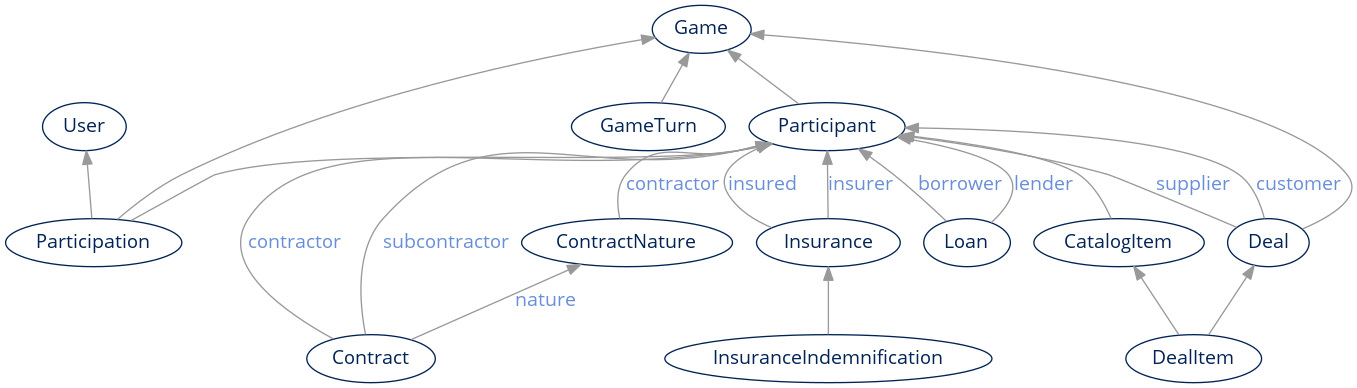 Game
User
GameTurn
Participant
contractor
insured
insurer
borrower
lender
supplier
customer
Participation
contractor
subcontractor
ContractNature
Insurance
Loan
CatalogItem
Deal
nature
Contract
InsuranceIndemnification
DealItem